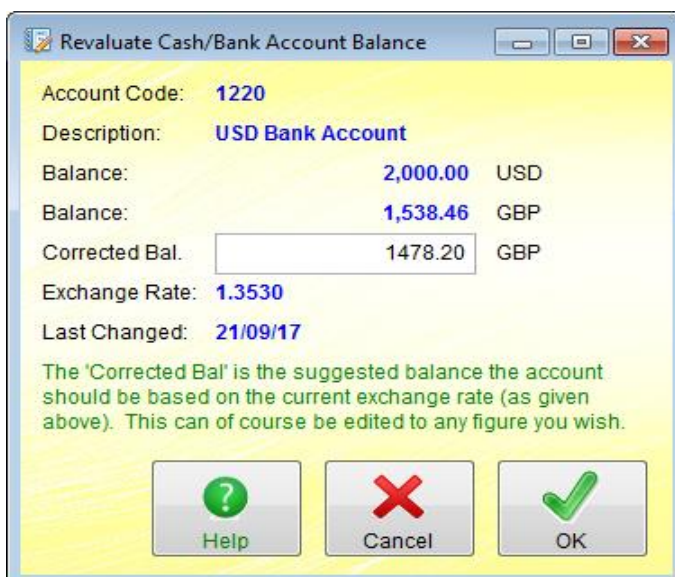 Revaluate Cash/Bank Account Balance
Account Code: 1220
Description: USD Bank Account
Balance: 2,000.00 USD
Balance: 1,538.46 GBP
Corrected Bal. 1478.20 GBP
Exchange Rate: 1.3530
Last Changed: 21/09/17
The 'Corrected Bal' is the suggested balance the account
should be based on the current exchange rate (as given
above). This can of course be edited to any figure you wish.
Help Cancel OK